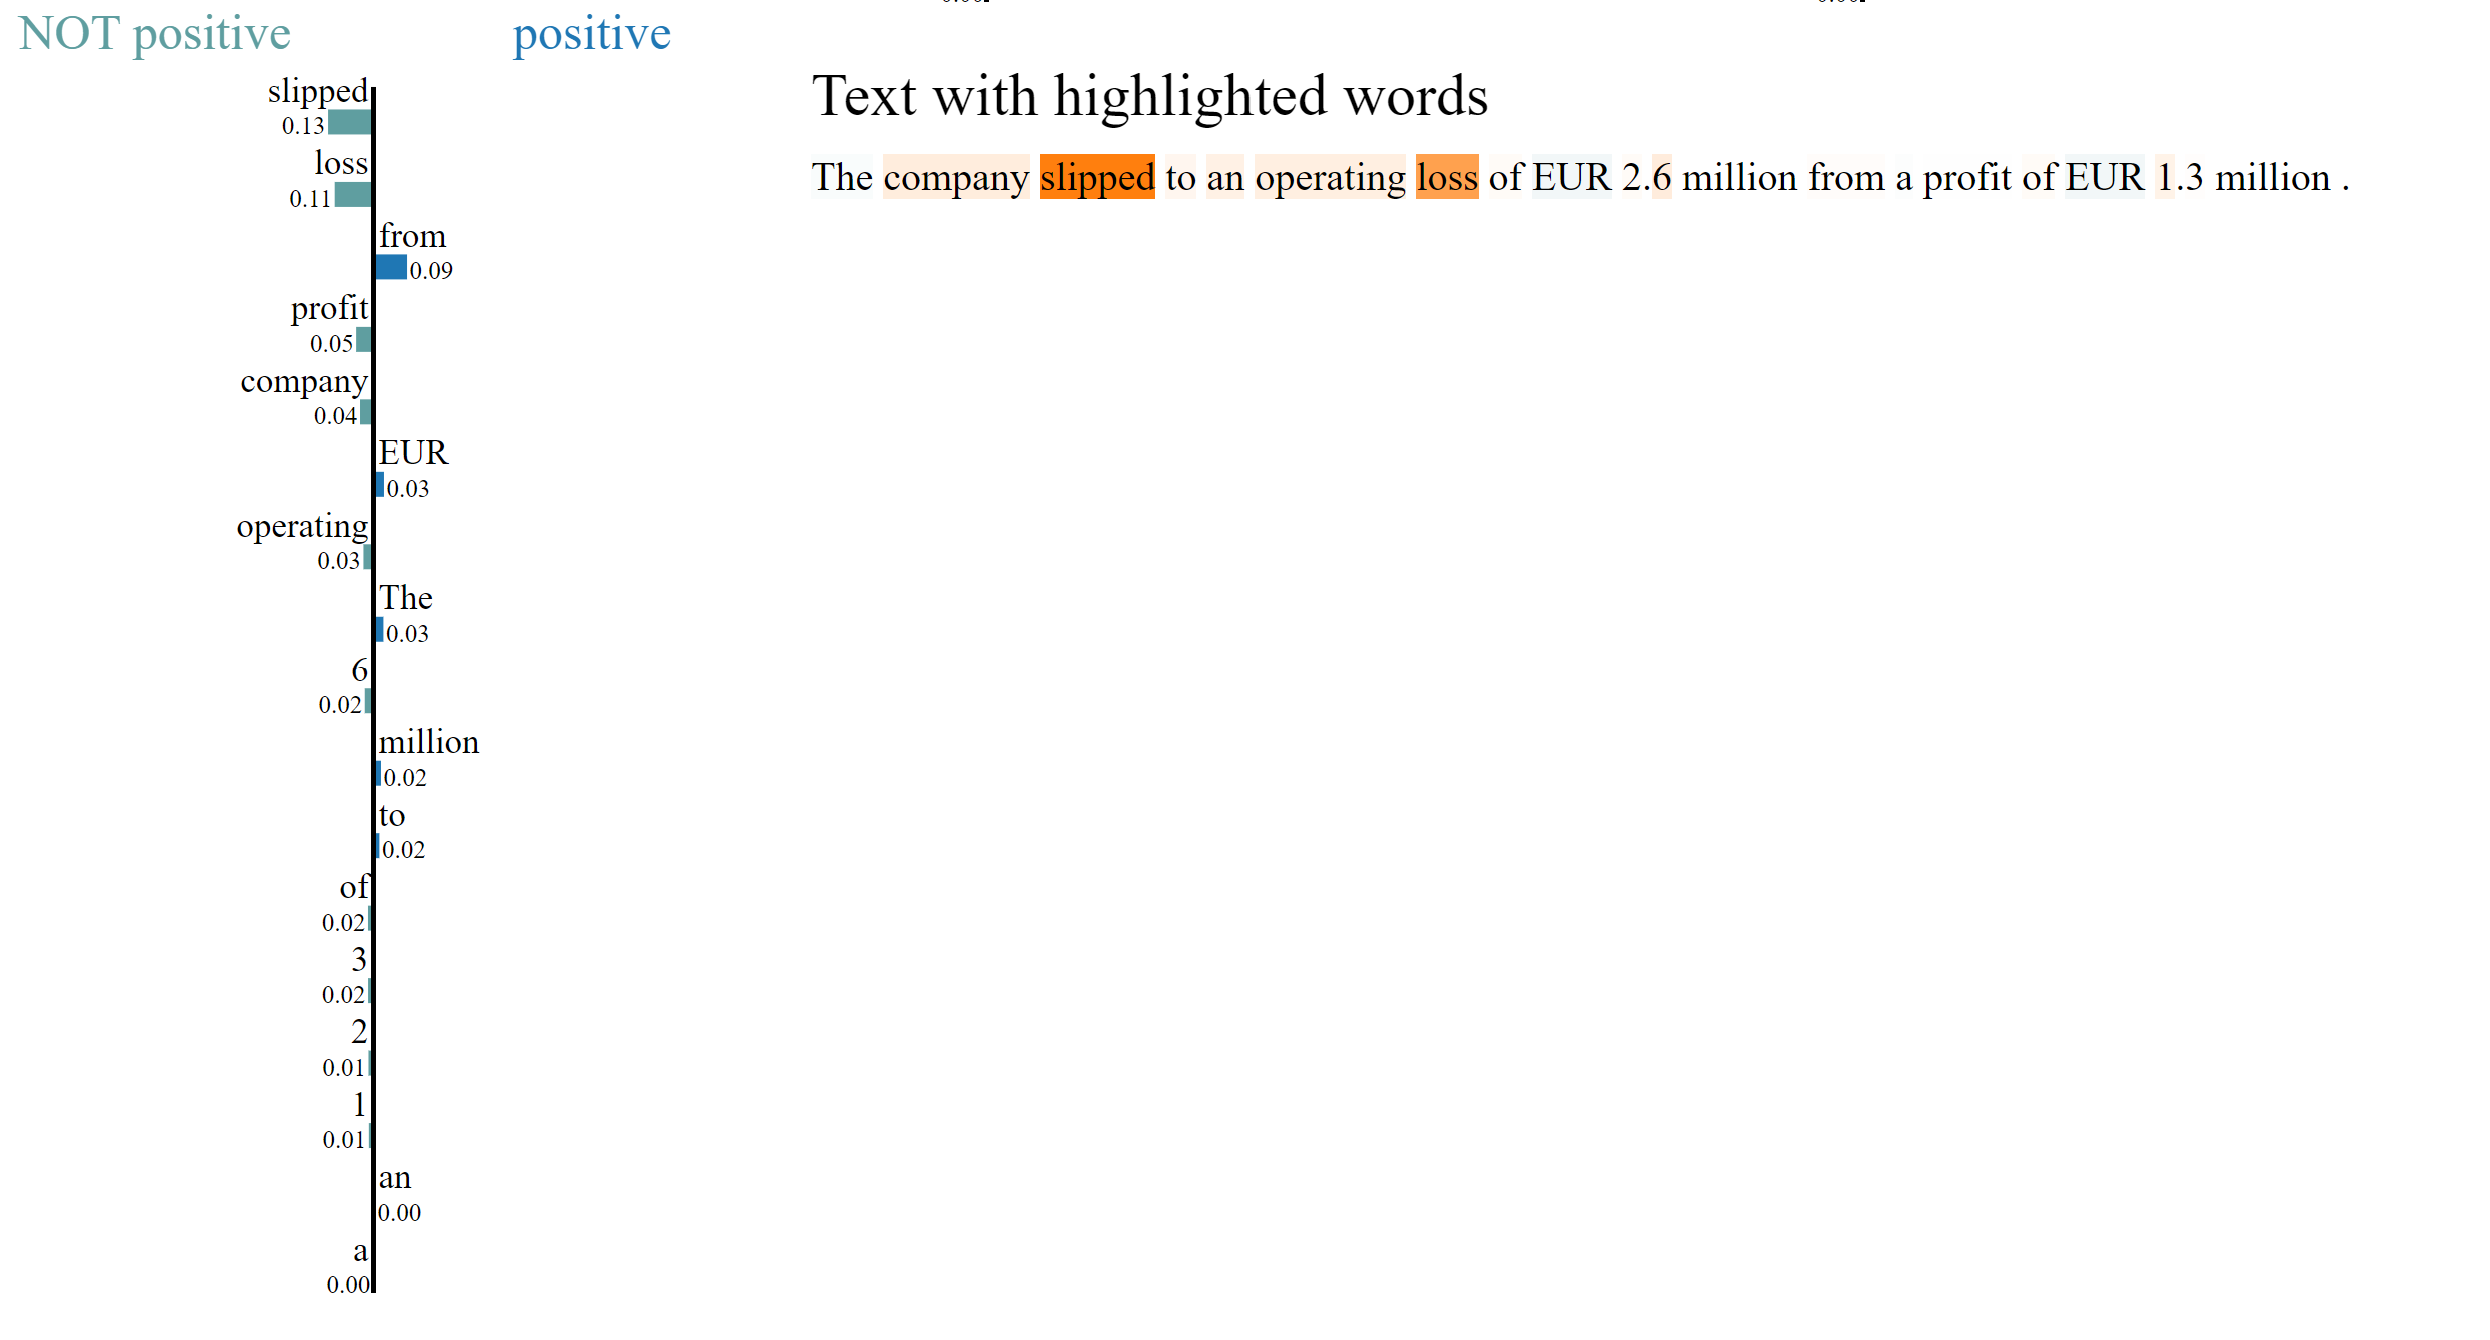 NOT positive
positive
slipped
0.13
loss
0.11
from
0.09
profit
0.05
company
0.04
EUR
0.03
operating
0.03
The
0.03
6
0.02
million
0.02
to
0.02
of
0.02
3
0.02
2
0.01
1
0.01
an
0.00
a
0.00
Text with highlighted words
The company slipped to an operating loss of EUR 2.6 million from a profit of EUR 1.3 million .